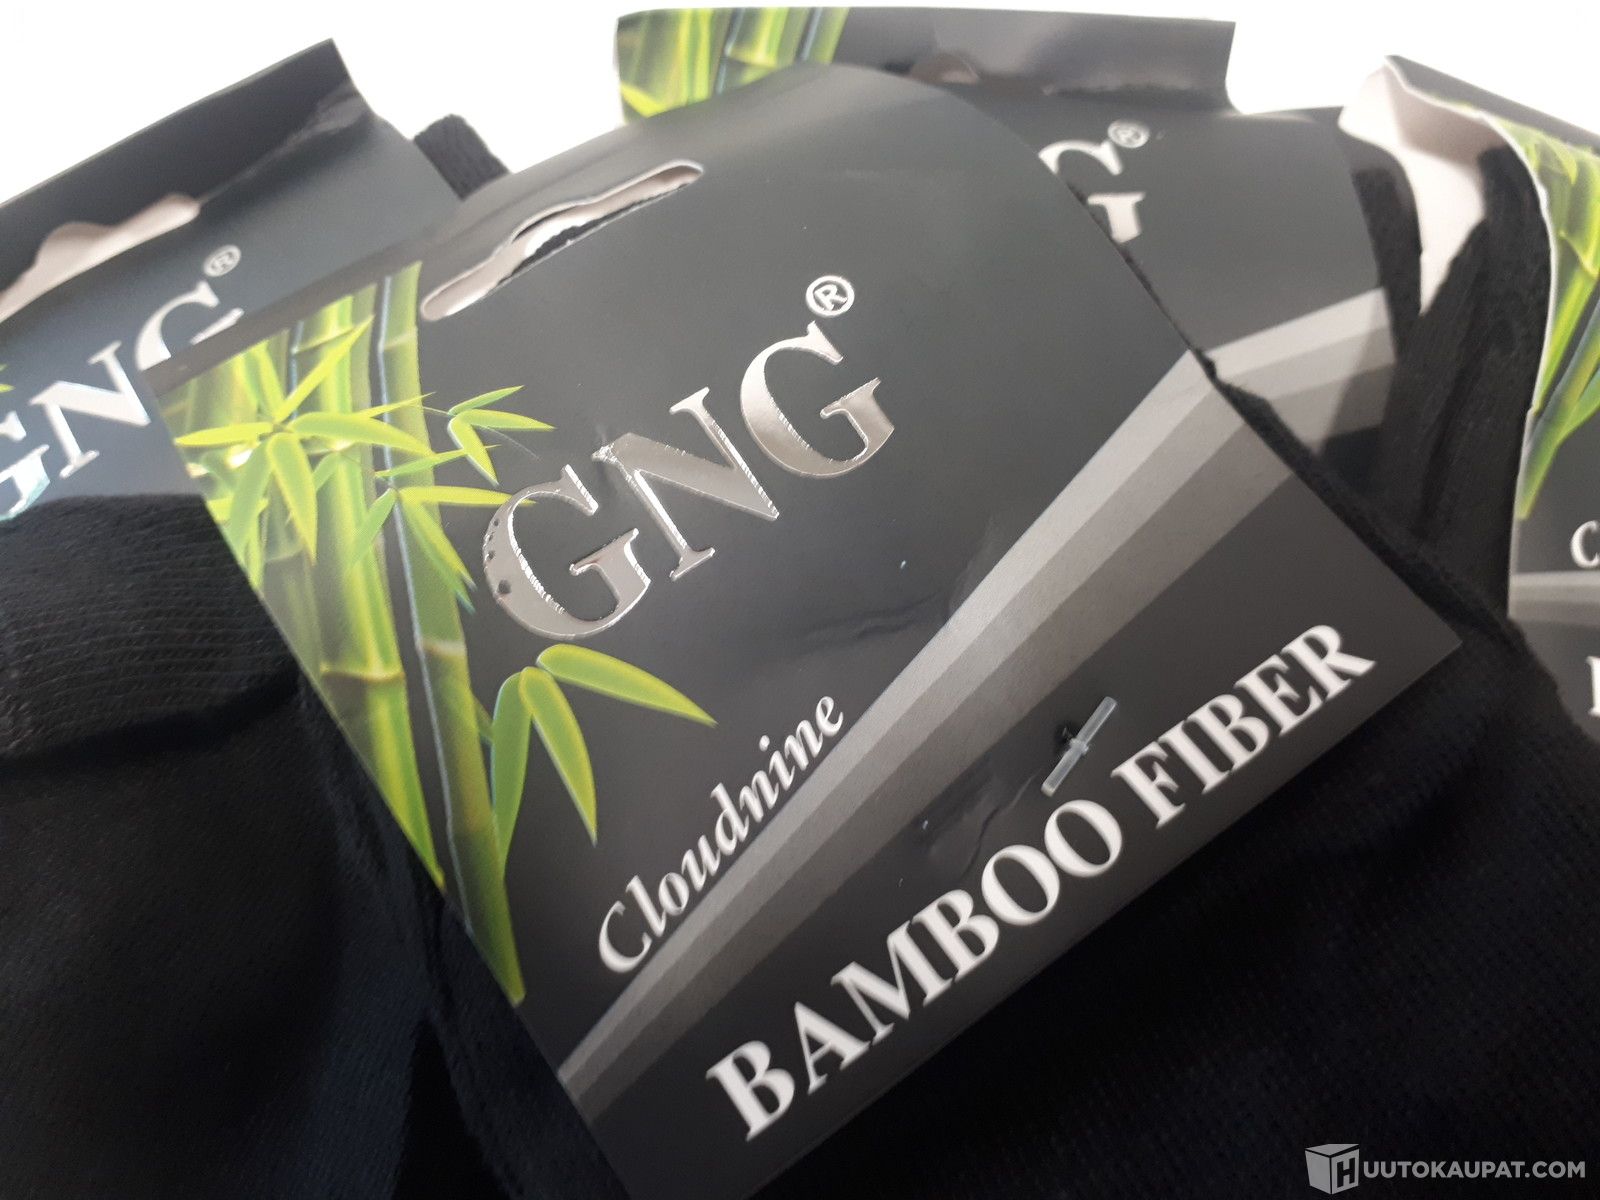 GNG®
GNG®
Cloudnine
BAMBOO FIBER
G®
C
HUUTOKAUPAT.COM